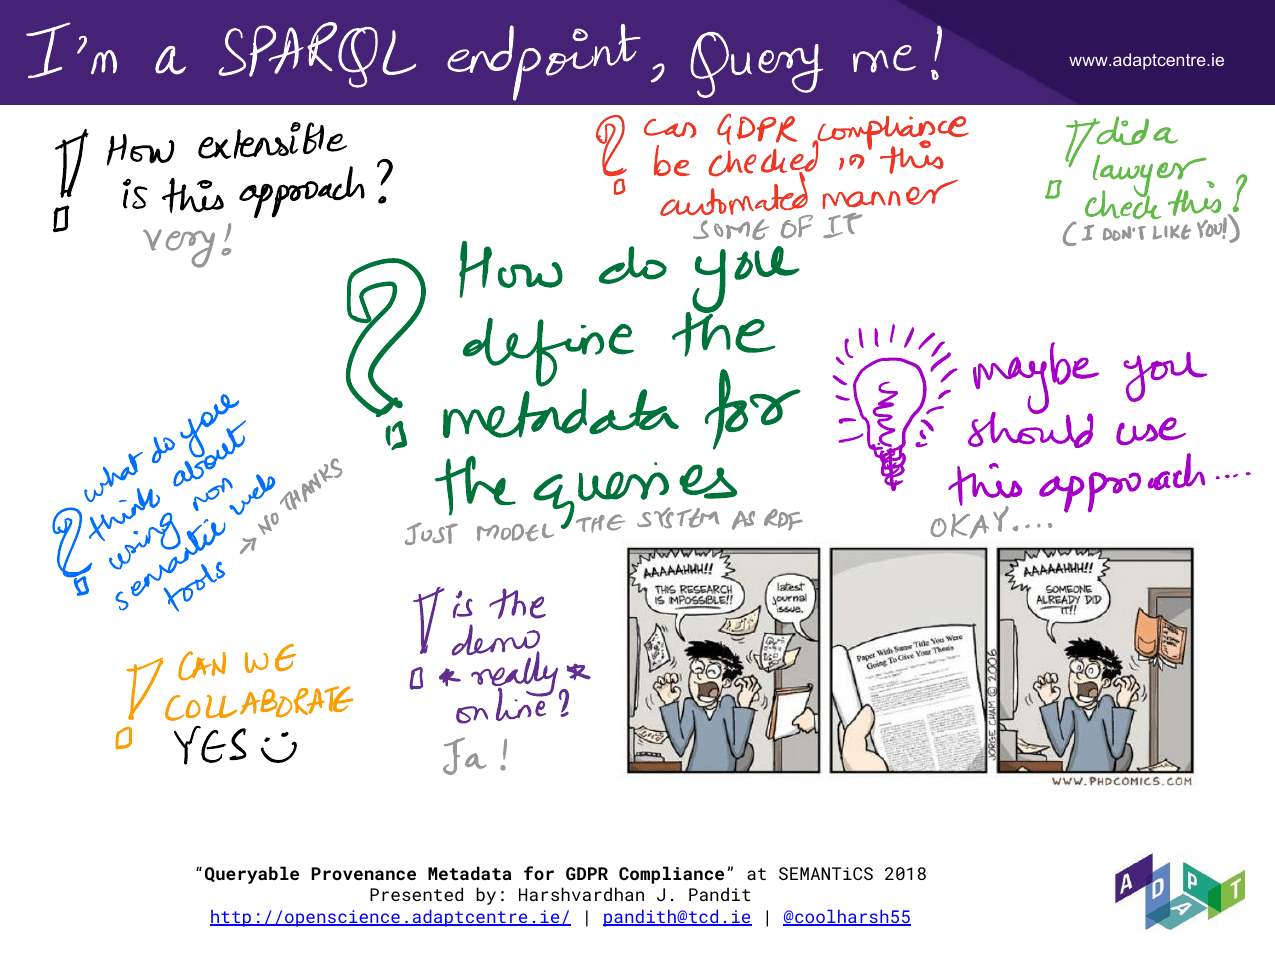 I'm a SPARQL endpoint, Query me!
www.adaptcentre.ie
How extensible
is this approach?
Very!
can GDPR compliance
be checked in this
automated manner
SOME OF IT
did a
lawyer
check this?
(I DON'T LIKE YOU!)
How do you
define the
metadata for
the queries
JUST MODEL THE SYSTEM AS RDF
maybe you
should use
this approach....
OKAY....
what do you
think about
using non
semantic web
tools
→ NO THANKS
CAN WE
COLLABORATE
YES
is the
demo
* really *
online?
Ja!
AAAAAHHH!!
THIS RESEARCH
IS IMPOSSIBLE!!
latest
journal
issue.
Paper With Same Title You Were
Going To Give Your Thesis
JORGE CHAM © 2006
AAAAAHHH!!
SOMEONE
ALREADY DID
IT!!
WWW.PHDCOMICS.COM
“Queryable Provenance Metadata for GDPR Compliance” at SEMANTiCS 2018
Presented by: Harshvardhan J. Pandit
http://openscience.adaptcentre.ie/ | pandith@tcd.ie | @coolharsh55
ADAPT